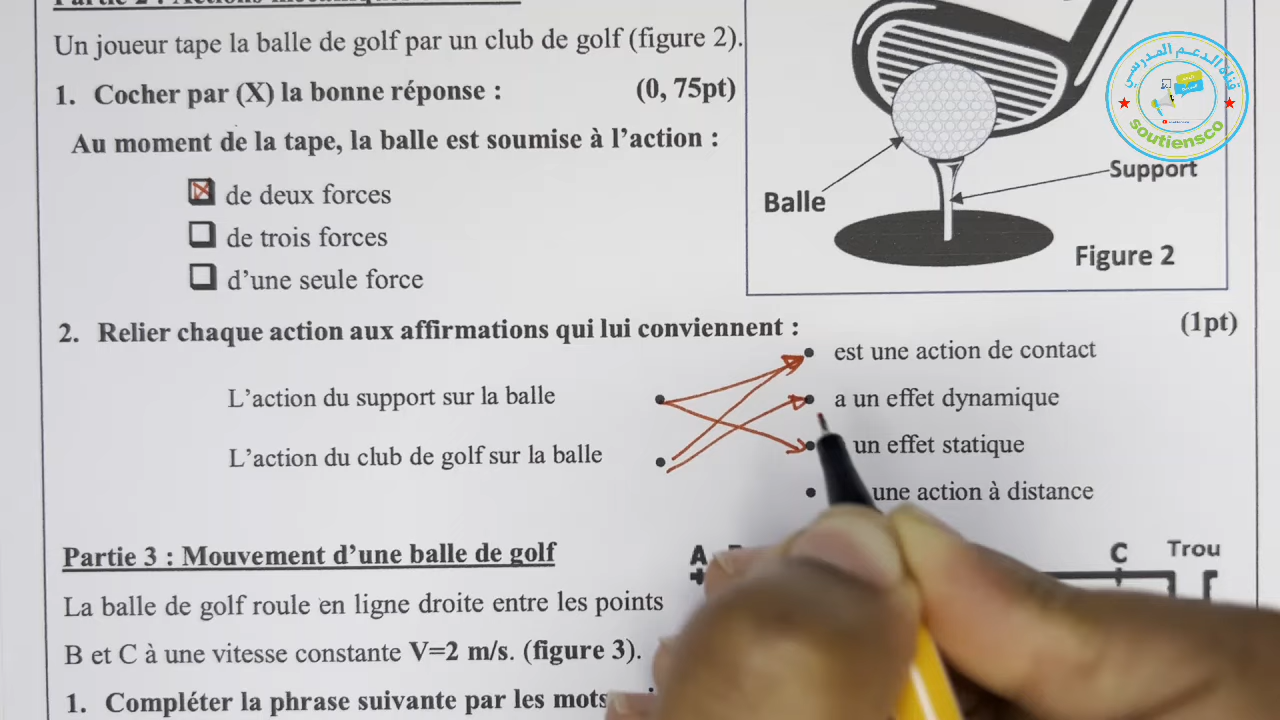 Un joueur tape la balle de golf par un club de golf (figure 2).
1. Cocher par (X) la bonne réponse : (0, 75pt)
Au moment de la tape, la balle est soumise à l'action :
de deux forces
de trois forces
d'une seule force
Balle
Support
Figure 2
قناة الدعم المدرسي
Soutiensco
2. Relier chaque action aux affirmations qui lui conviennent : (1pt)
est une action de contact
L'action du support sur la balle
a un effet dynamique
un effet statique
L'action du club de golf sur la balle
une action à distance
Partie 3 : Mouvement d'une balle de golf
A
C Trou
La balle de golf roule en ligne droite entre les points
B et C à une vitesse constante V=2 m/s. (figure 3).
1. Compléter la phrase suivante par les mots